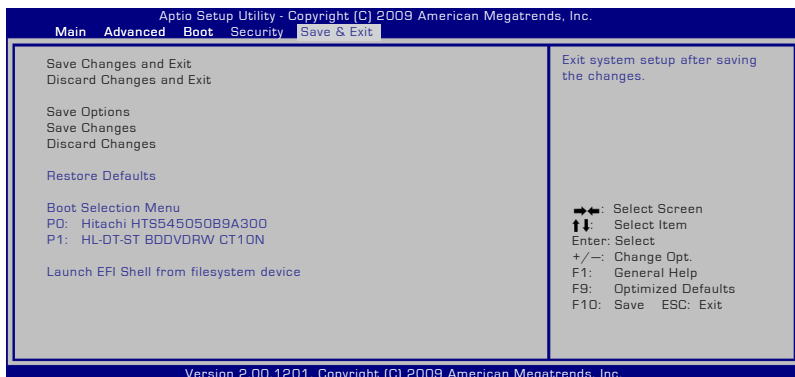 Aptio Setup Utility - Copyright (C) 2009 American Megatrends, Inc.
Main Advanced Boot Security Save & Exit
Save Changes and Exit
Discard Changes and Exit
Save Options
Save Changes
Discard Changes
Restore Defaults
Boot Selection Menu
P0: Hitachi HTS545050B9A300
P1: HL-DT-ST BDDVDRW CT10N
Launch EFI Shell from filesystem device
Exit system setup after saving
the changes.
→←: Select Screen
↑↓: Select Item
Enter: Select
+/—: Change Opt.
F1: General Help
F9: Optimized Defaults
F10: Save ESC: Exit
Version 2.00.1201. Copyright (C) 2009 American Megatrends, Inc.